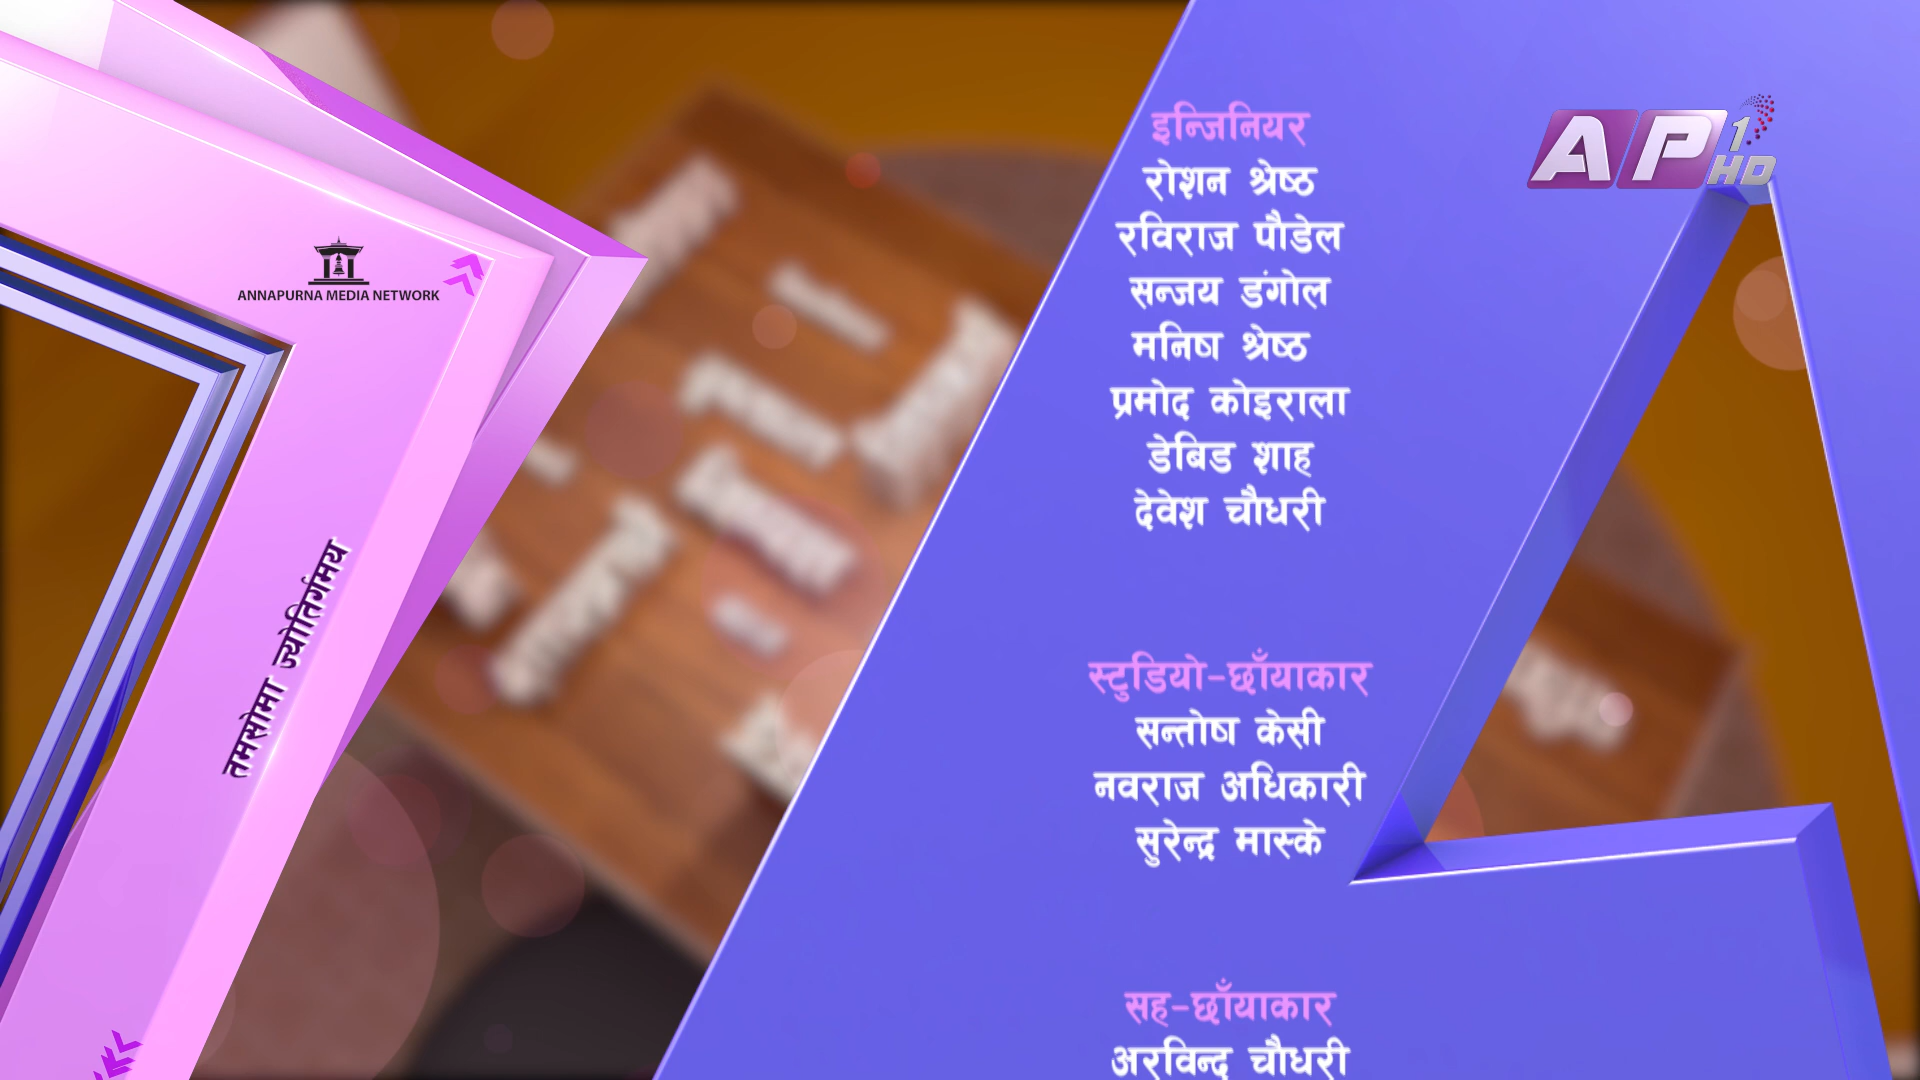 ANNAPURNA MEDIA NETWORK
तमसोमा ज्योतिर्गमय
AP1 HD
इन्जिनियर
रोशन श्रेष्ठ
रविराज पौडेल
सन्जय डंगोल
मनिष श्रेष्ठ
प्रमोद कोइराला
डेबिड शाह
देवेश चौधरी
स्टुडियो-छाँयाकार
सन्तोष केसी
नवराज अधिकारी
सुरेन्द्र मास्के
सह-छाँयाकार
अरविन्द चौधरी